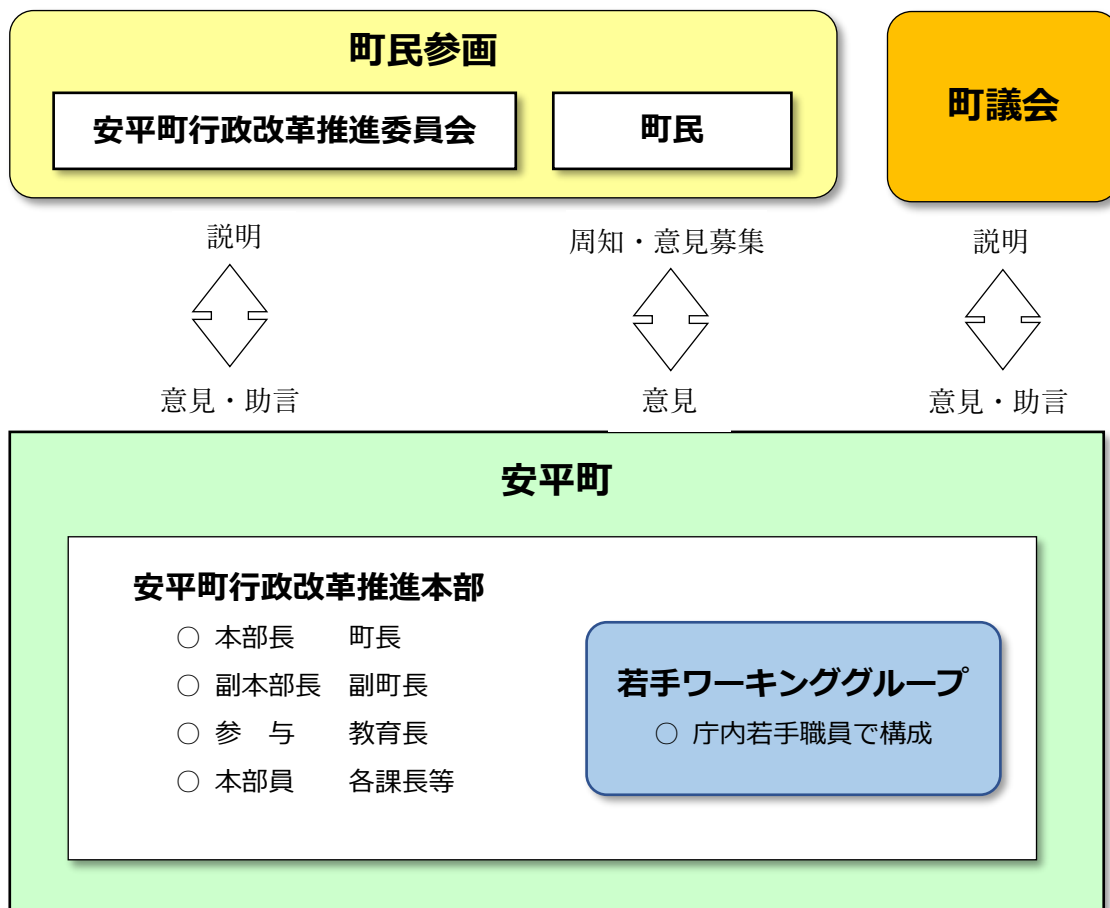 町民参画
安平町行政改革推進委員会
町民
町議会
説明
周知・意見募集
説明
意見・助言
意見
意見・助言
安平町
安平町行政改革推進本部
○ 本部長　町長
○ 副本部長　副町長
○ 参　与　教育長
○ 本部員　各課長等
若手ワーキンググループ
○ 庁内若手職員で構成